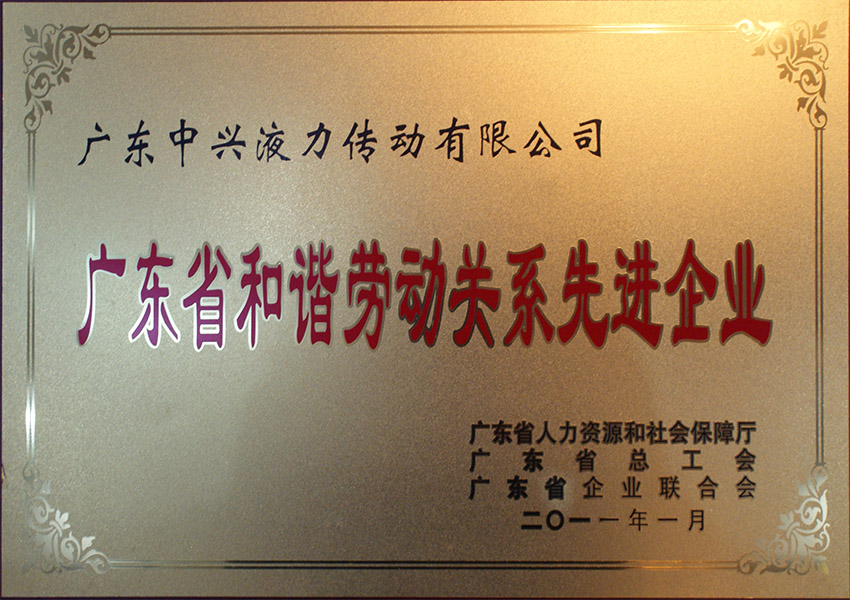 广东中兴液力传动有限公司
广东省和谐劳动关系先进企业
广东省人力资源和社会保障厅
广东省总工会
广东省企业联合会
二〇一一年一月